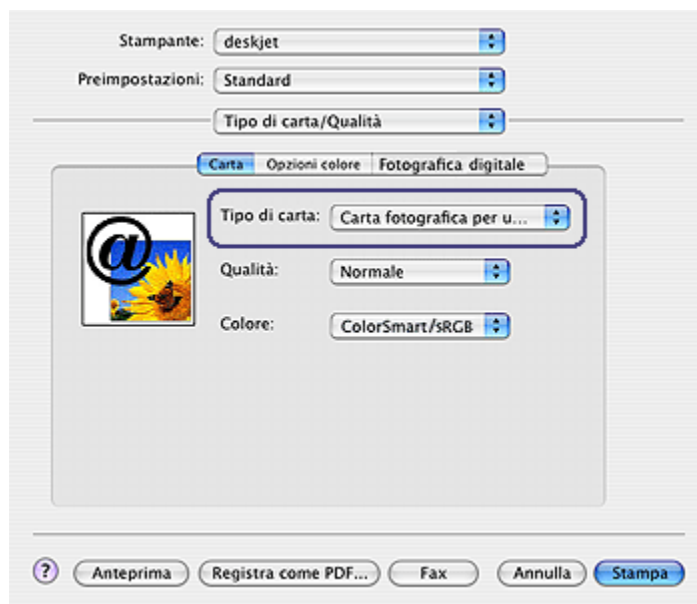 Stampante: deskjet
Preimpostazioni: Standard
Tipo di carta/Qualità
Carta Opzioni colore Fotografica digitale
Tipo di carta: Carta fotografica per u...
@
Qualità: Normale
Colore: ColorSmart/sRGB
? Anteprima Registra come PDF... Fax Annulla Stampa